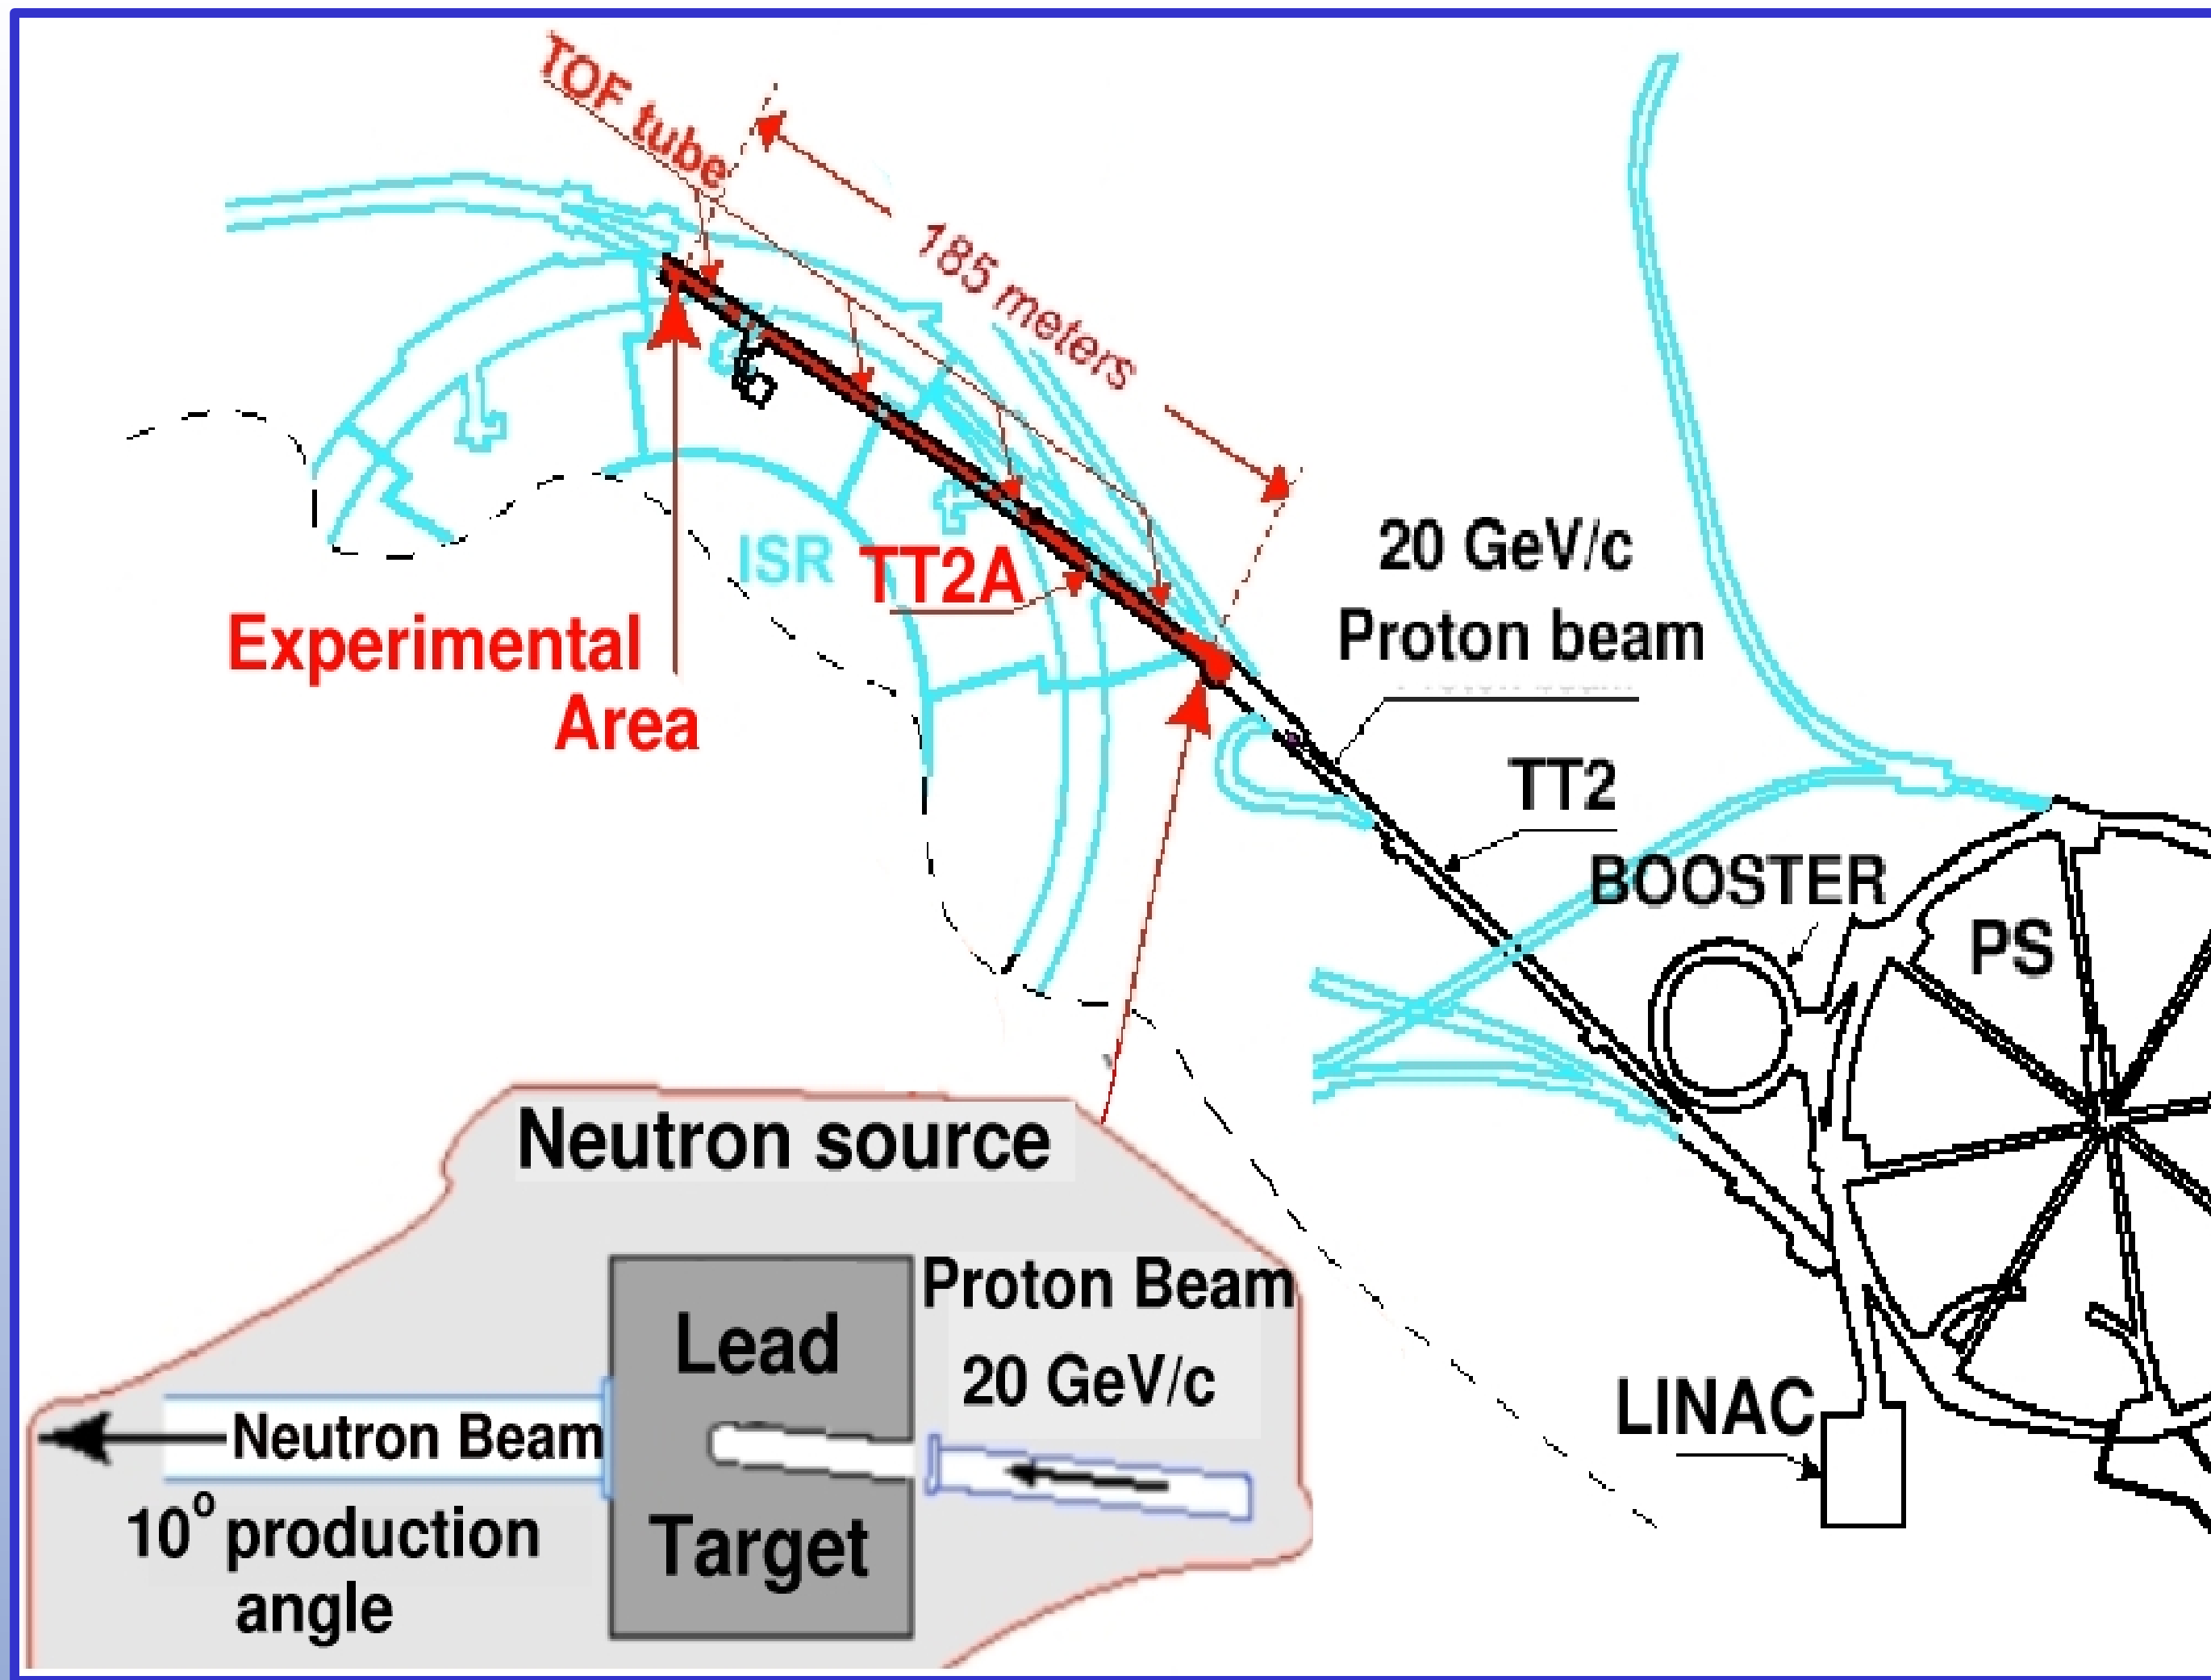 TOF tube
185 meters
20 GeV/c
Proton beam
ISR
TT2A
Experimental
Area
TT2
BOOSTER
PS
Neutron source
Proton Beam
20 GeV/c
Lead
Target
Neutron Beam
10° production
angle
LINAC